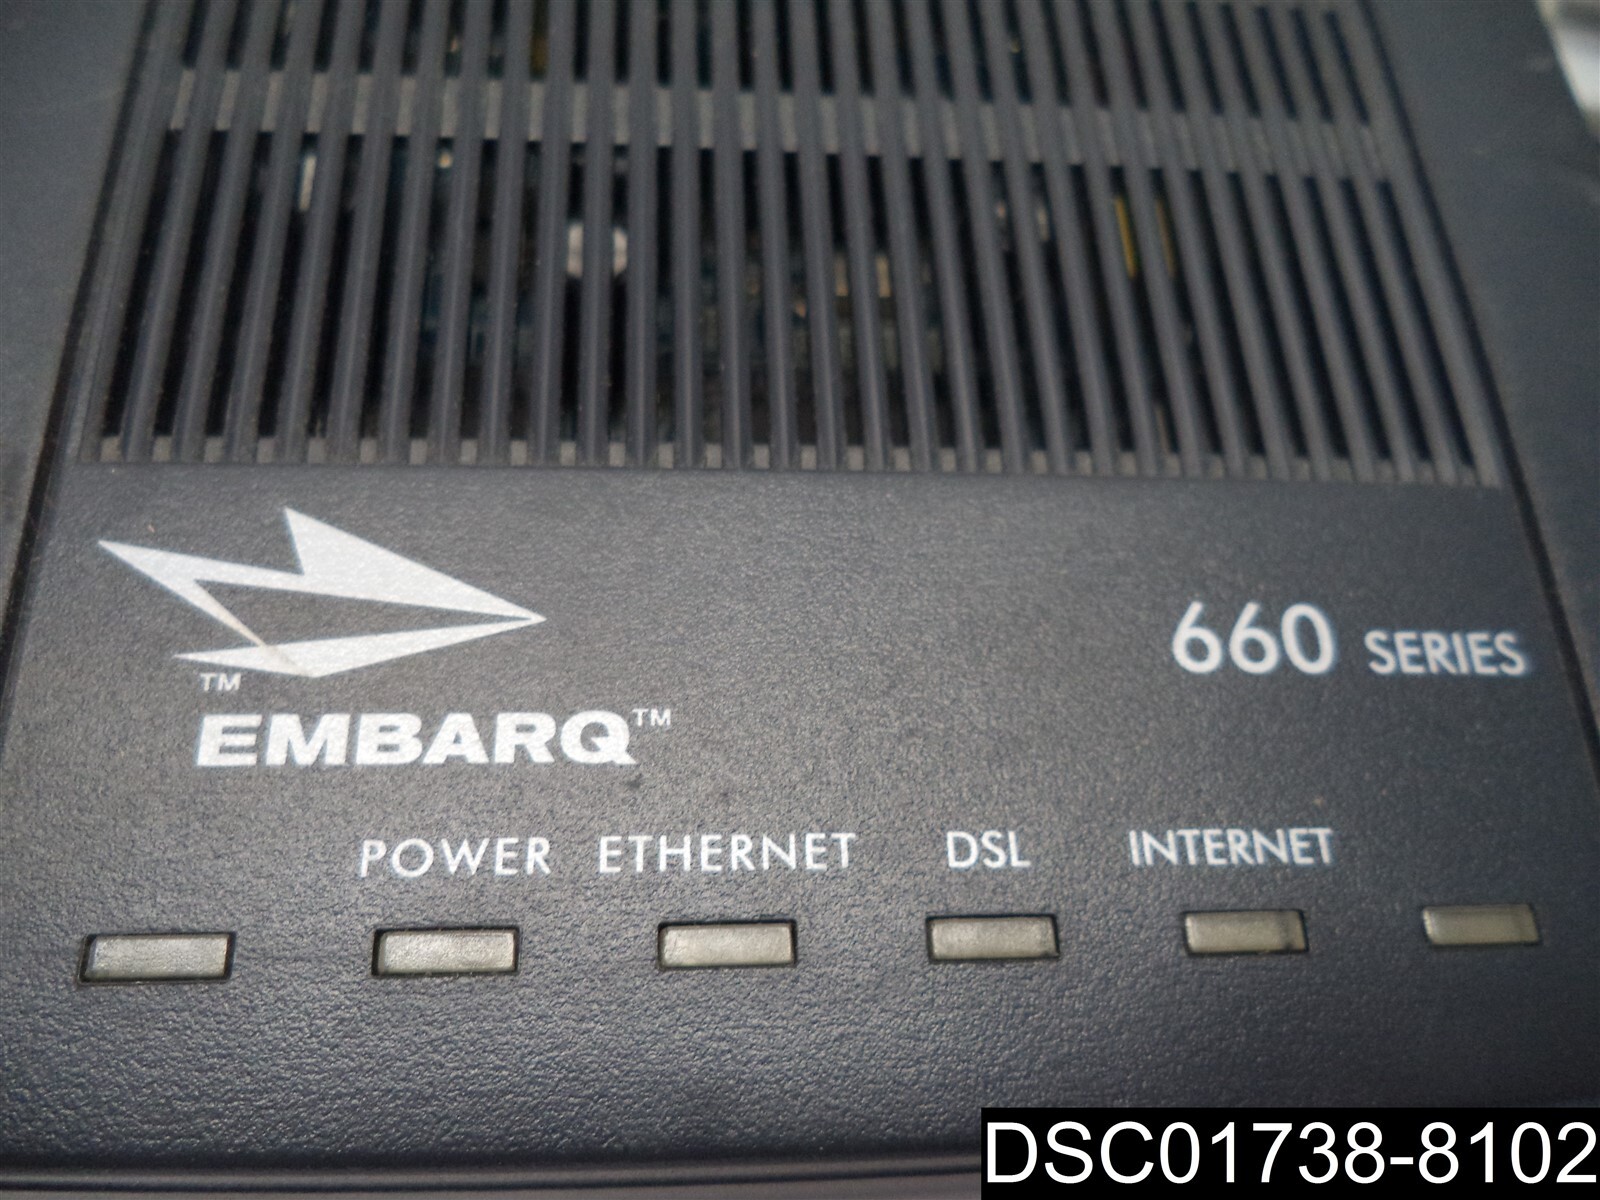 660 SERIES
™
EMBARQ™
POWER ETHERNET DSL INTERNET
DSC01738-8102